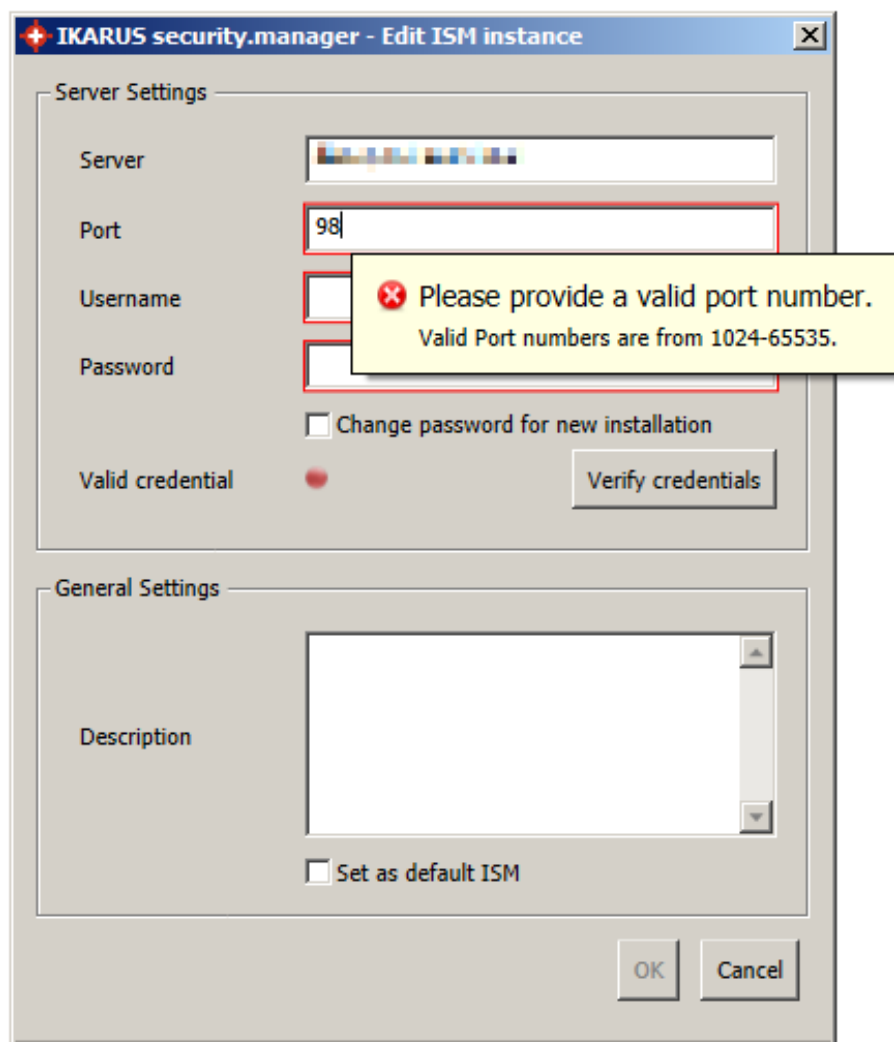 IKARUS security.manager - Edit ISM instance
Server Settings
Server
Port
98
Username
Please provide a valid port number.
Valid Port numbers are from 1024-65535.
Password
Change password for new installation
Valid credential
Verify credentials
General Settings
Description
Set as default ISM
OK
Cancel